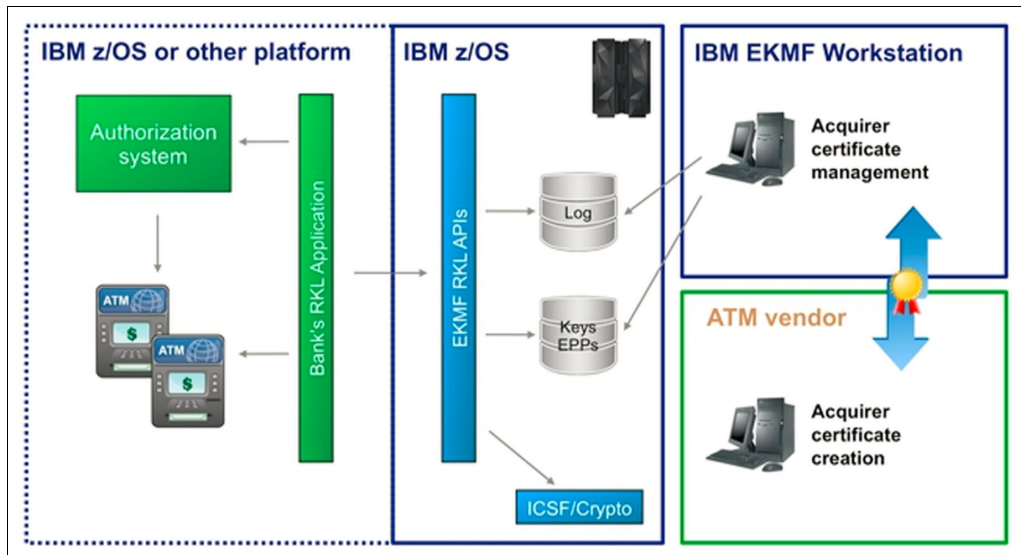 IBM z/OS or other platform
Authorization
system
ATM
$
ATM
$
Bank's RKL Application
IBM z/OS
EKMF RKL APIs
Log
Keys
EPPs
ICSF/Crypto
IBM EKMF Workstation
Acquirer
certificate
management
ATM vendor
Acquirer
certificate
creation